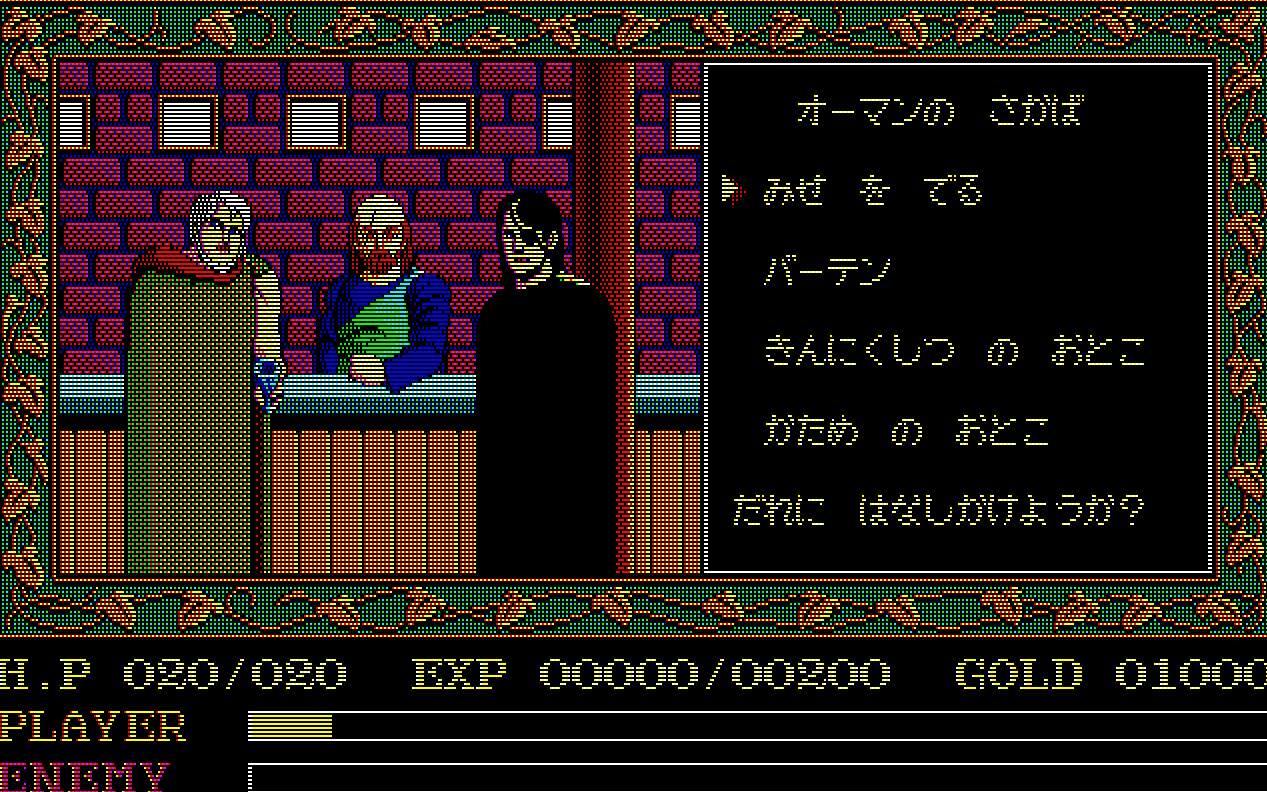 オーマンの さかば
みせ を でる
バーテン
きんにくしつ の おとこ
かため の おとこ
だれに はなしかけようか?
H.P 020/020 EXP 00000/00200 GOLD 01000
PLAYER
ENEMY